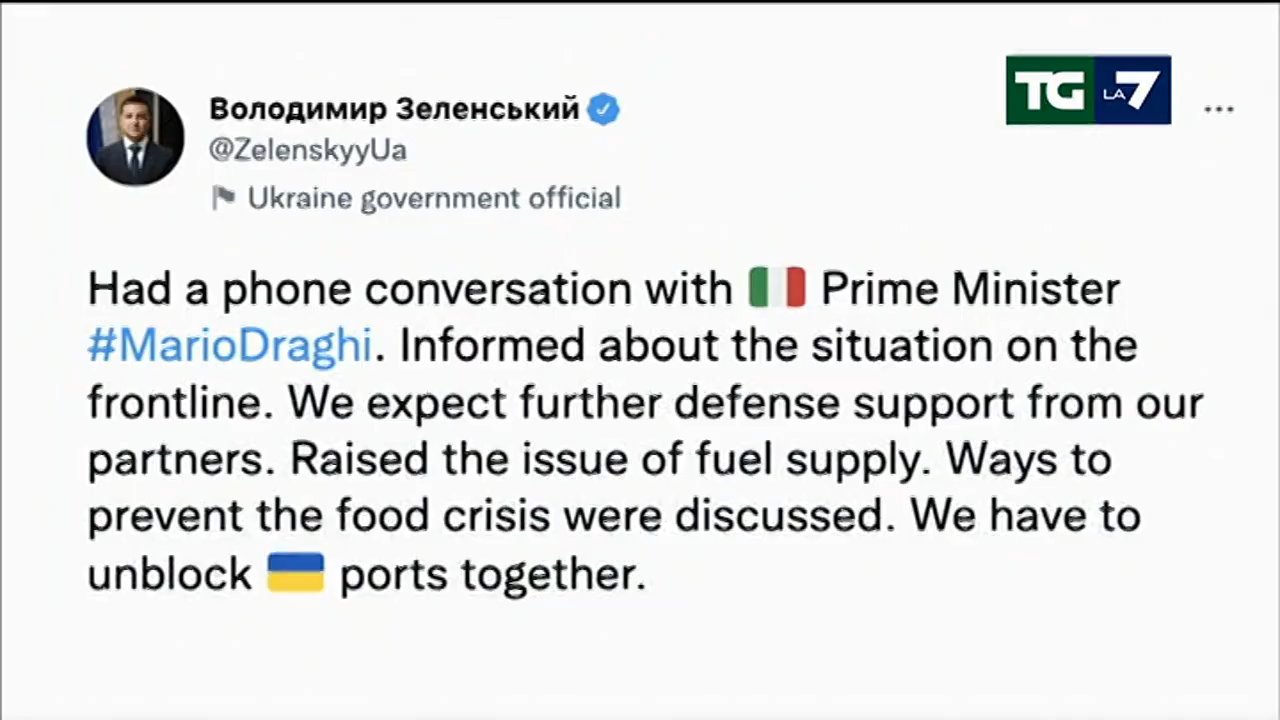 TG LA7
Володимир Зеленський
@ZelenskyyUa
Ukraine government official
Had a phone conversation with 🇮🇹 Prime Minister
#MarioDraghi. Informed about the situation on the
frontline. We expect further defense support from our
partners. Raised the issue of fuel supply. Ways to
prevent the food crisis were discussed. We have to
unblock 🇺🇦 ports together.